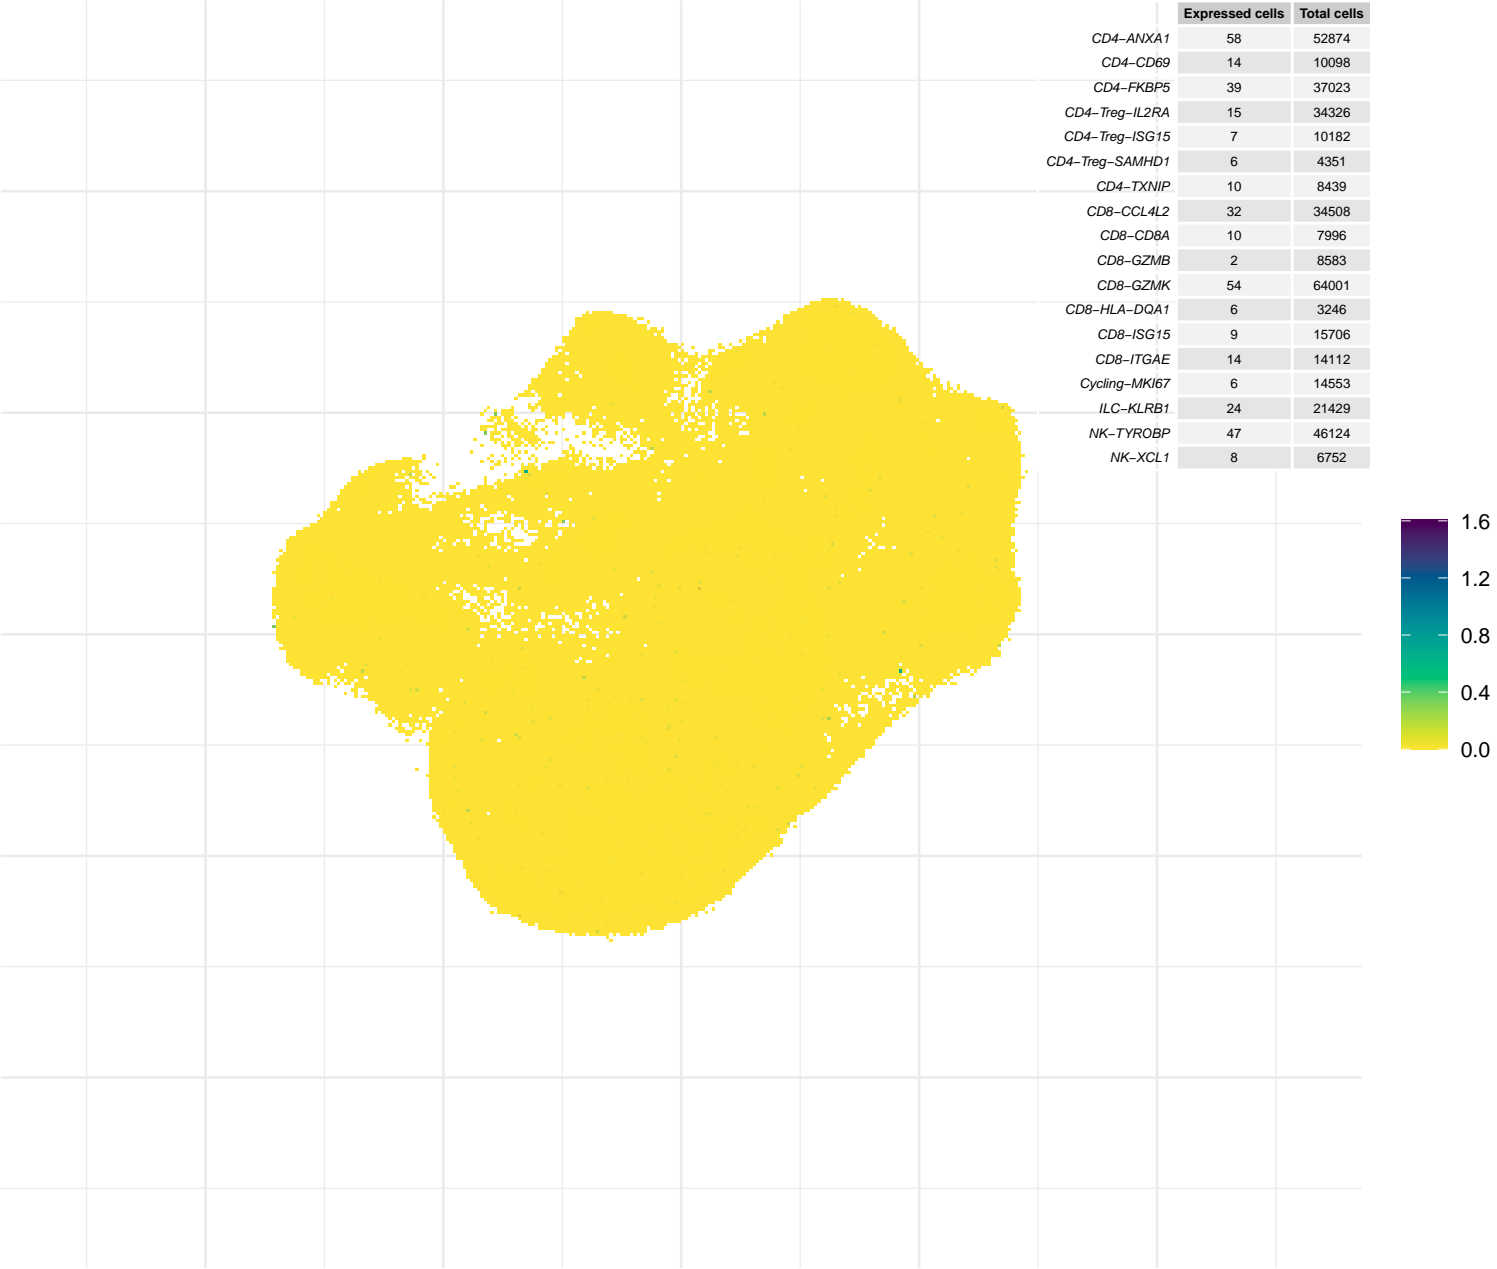 Expressed cells Total cells
CD4−ANXA1 58 52874
CD4−CD69 14 10098
CD4−FKBP5 39 37023
CD4−Treg−IL2RA 15 34326
CD4−Treg−ISG15 7 10182
CD4−Treg−SAMHD1 6 4351
CD4−TXNIP 10 8439
CD8−CCL4L2 32 34508
CD8−CD8A 10 7996
CD8−GZMB 2 8583
CD8−GZMK 54 64001
CD8−HLA−DQA1 6 3246
CD8−ISG15 9 15706
CD8−ITGAE 14 14112
Cycling−MKI67 6 14553
ILC−KLRB1 24 21429
NK−TYROBP 47 46124
NK−XCL1 8 6752
1.6
1.2
0.8
0.4
0.0